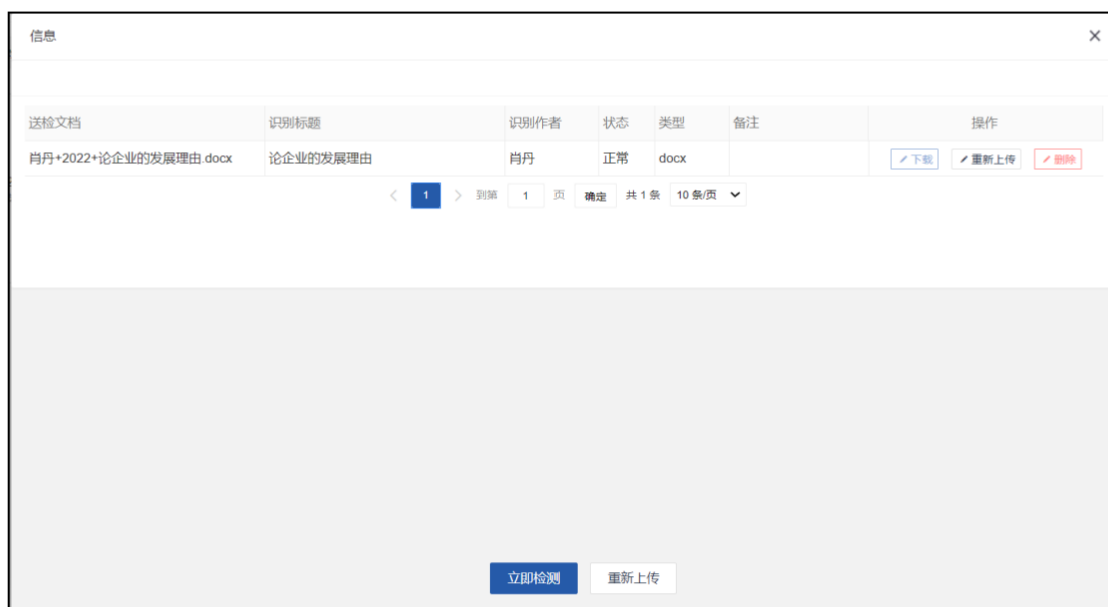 信息
送检文档 识别标题 识别作者 状态 类型 备注 操作
肖丹+2022+论企业的发展理由.docx 论企业的发展理由 肖丹 正常 docx 下载 重新上传 删除
1 到第 1 页 确定 共 1 条 10 条/页
立即检测 重新上传